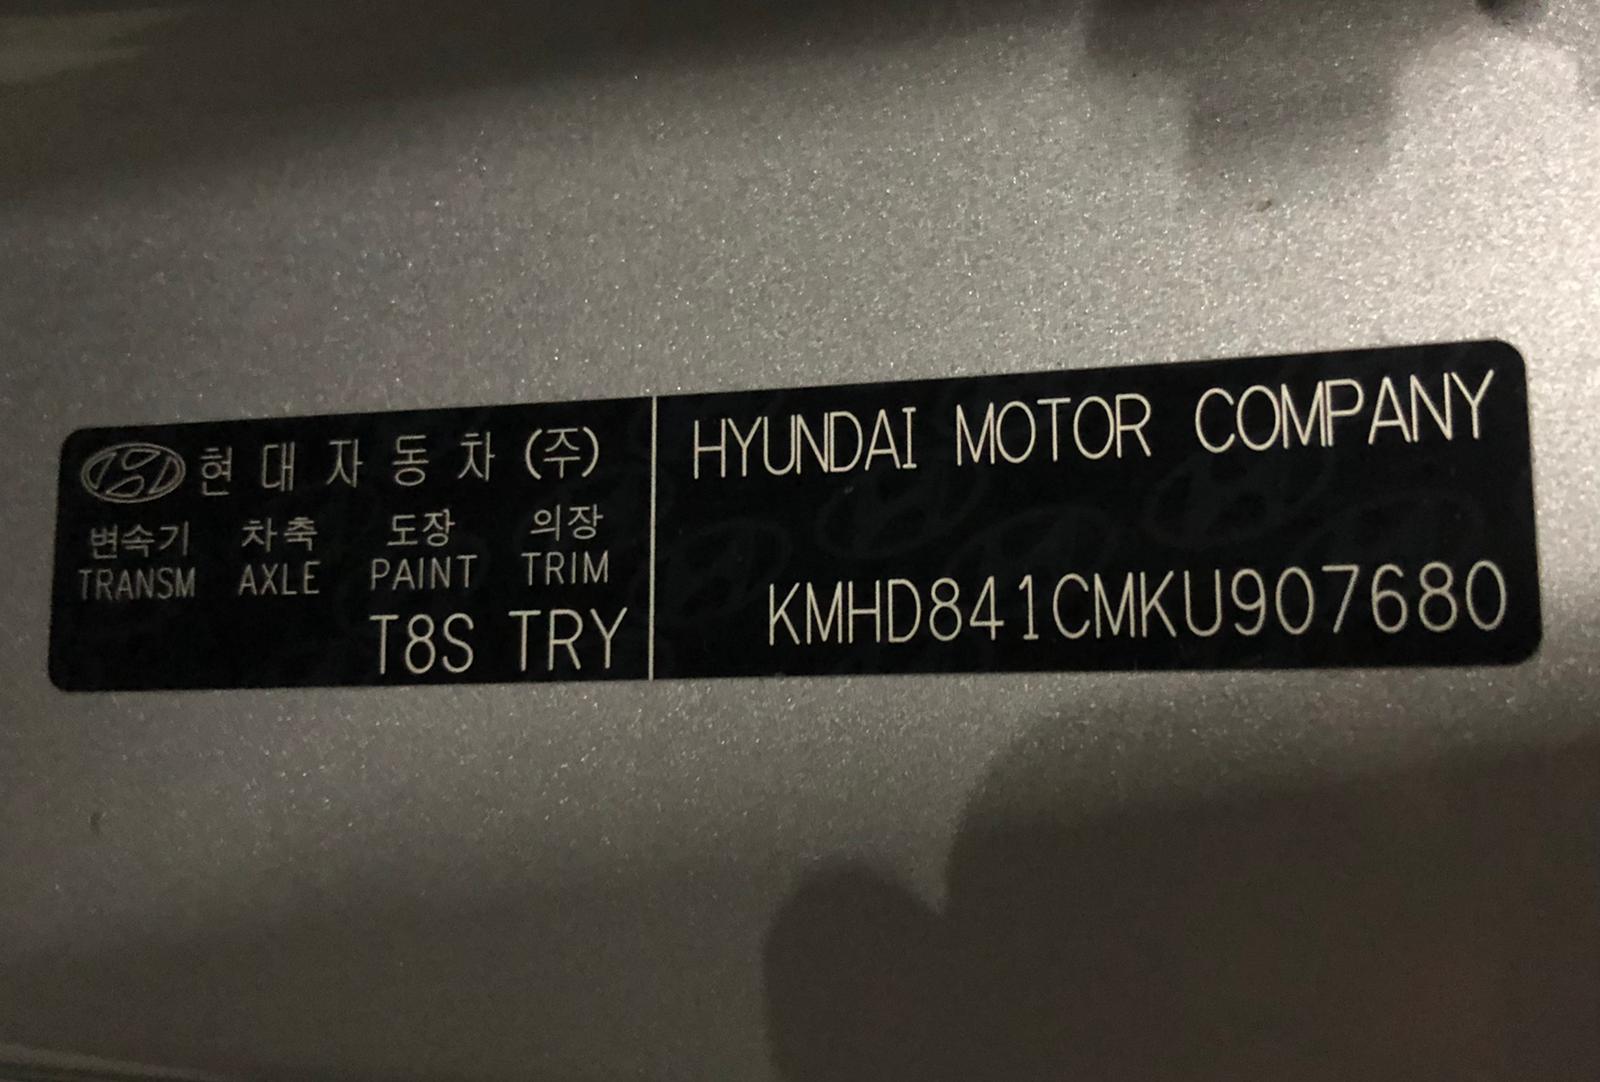 현대자동차(주)
변속기 차축 도장 의장
TRANSM AXLE PAINT TRIM
T8S TRY
HYUNDAI MOTOR COMPANY
KMHD841CMKU907680